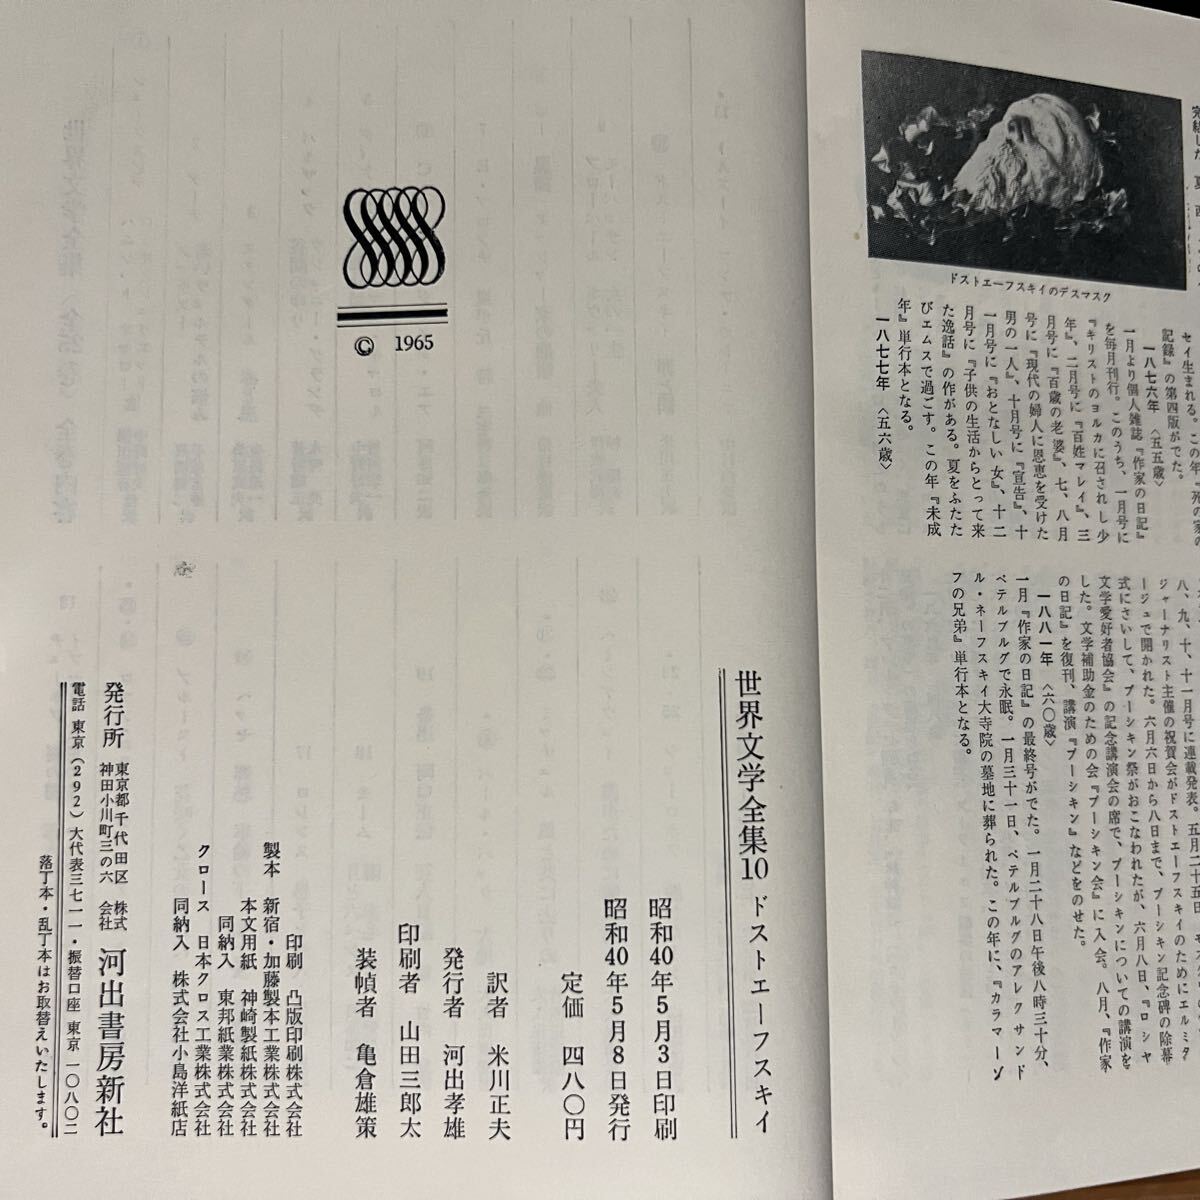 完結した。夏、再
ドストエーフスキイのデスマスク
セイ生まれる。この年『死の家の
記録』の第四版がでた。
一八七六年 〈五五歳〉
一月より個人雑誌『作家の日記』
を毎月刊行。このうち、一月号に
『キリストのヨルカに召されし少
年』、二月号に『百姓マレイ』、三
月号に『百歳の老婆』、七、八月
号に『現代の婦人に恩恵を受けた
男の一人』、十月号に『宣告』、十
一月号に『おとなしい女』、十二
月号に『子供の生活からとって来
た逸話』の作がある。夏をふたた
びエムスで過ごす。この年『未成
年』単行本となる。
一八七七年 〈五六歳〉
八、九、十、十一月号に連載発表。五月二十五日、モ
ジャーナリスト主催の祝賀会がドストエーフスキイのためにエルミタ
ージュで開かれた。六月六日から八日まで、プーシキン記念碑の除幕
式にさいして、プーシキン祭がおこなわれたが、六月八日、『ロシヤ
文学愛好者協会』の記念講演会の席で、プーシキンについての講演を
した。文学補助金のための会『プーシキン会』に入会。八月、『作家
の日記』を復刊、講演『プーシキン』などをのせた。
一八八一年 〈六〇歳〉
一月『作家の日記』の最終号がでた。一月二十八日午後八時三十分、
ペテルブルグで永眠。一月三十一日、ペテルブルグのアレクサンド
ル・ネーフスキイ大寺院の墓地に葬られた。この年に、『カラマーゾ
フの兄弟』単行本となる。
© 1965
世界文学全集10 ドストエーフスキイ
昭和40年5月3日印刷
昭和40年5月8日発行
定価 四八〇円
訳者 米川正夫
発行者 河出孝雄
印刷者 山田三郎太
装幀者 亀倉雄策
印刷 凸版印刷株式会社
製本 新宿・加藤製本工業株式会社
本文用紙 神崎製紙株式会社
同納入 東邦紙業株式会社
クロース 日本クロス工業株式会社
同納入 株式会社小島洋紙店
発行所 東京都千代田区神田小川町三の六 株式会社 河出書房新社
電話 東京(292)大代表三七一一・振替口座 東京一〇八〇二
落丁本・乱丁本はお取替えいたします。